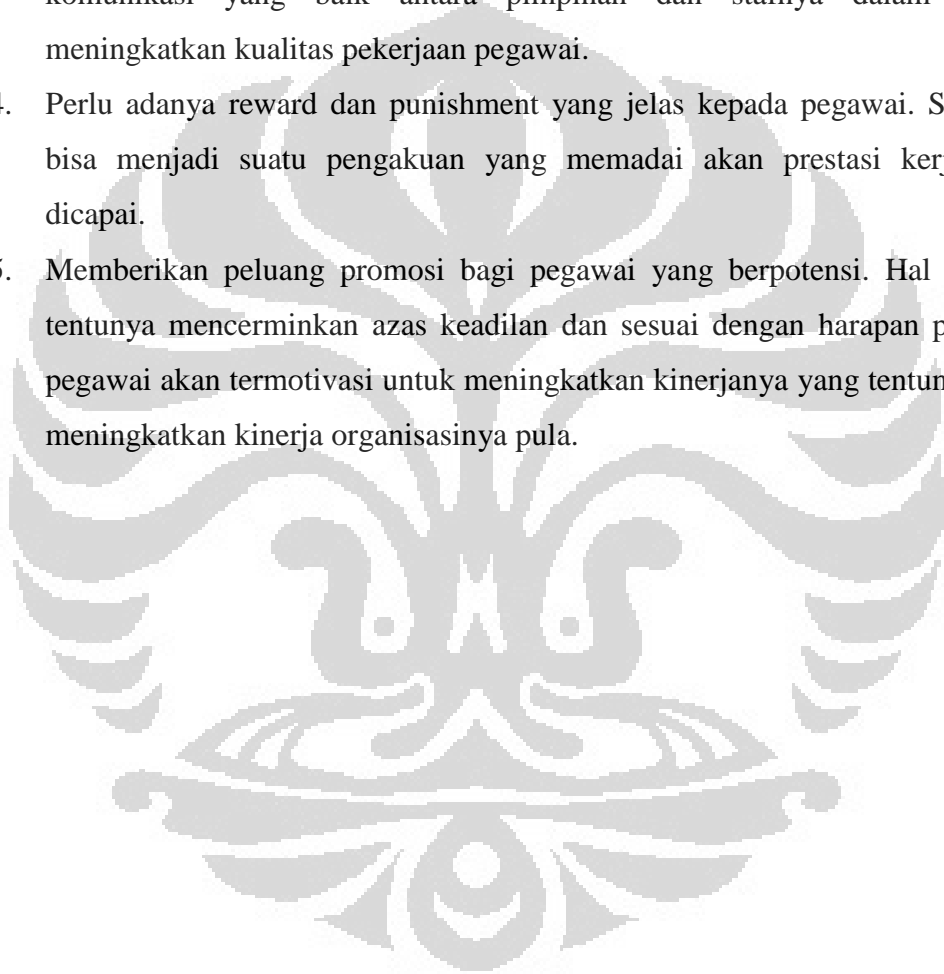 komunikasi yang baik antara pimpinan dan stafnya dalam
meningkatkan kualitas pekerjaan pegawai.
4. Perlu adanya reward dan punishment yang jelas kepada pegawai.
bisa menjadi suatu pengakuan yang memadai akan prestasi
dicapai.
5. Memberikan peluang promosi bagi pegawai yang berpotensi. Hal
tentunya mencerminkan azas keadilan dan sesuai dengan harapan
pegawai akan termotivasi untuk meningkatkan kinerjanya yang
meningkatkan kinerja organisasinya pula.